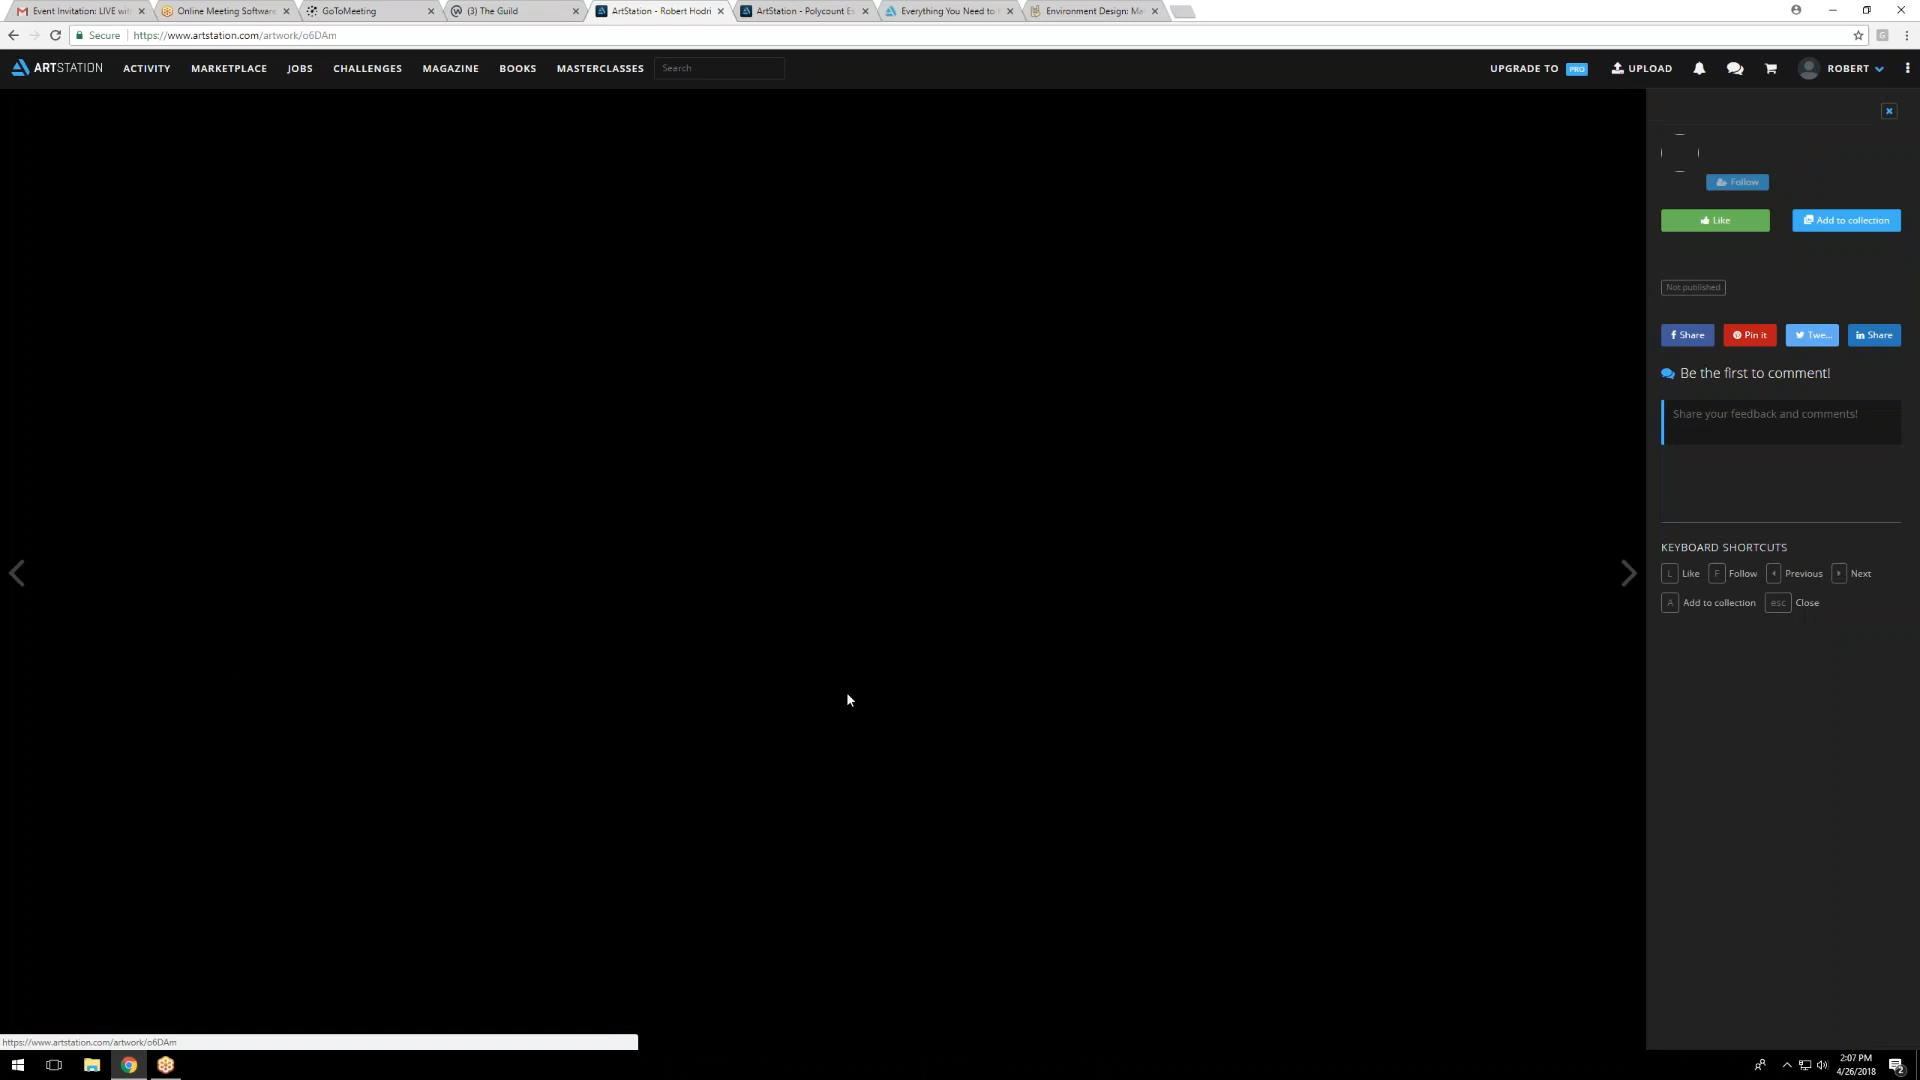 Event Invitation: LIVE wit
Online Meeting Software
GoToMeeting
(3) The Guild
ArtStation - Robert Hodri
ArtStation - Polycount Es
Everything You Need to
Environment Design: Ma
Secure
https://www.artstation.com/artwork/o6DAm
ARTSTATION
ACTIVITY
MARKETPLACE
JOBS
CHALLENGES
MAGAZINE
BOOKS
MASTERCLASSES
Search
UPGRADE TO PRO
UPLOAD
ROBERT
Follow
Like
Add to collection
Not published
Share
Pin it
Twe...
Share
Be the first to comment!
Share your feedback and comments!
KEYBOARD SHORTCUTS
L Like F Follow Previous Next
A Add to collection esc Close
https://www.artstation.com/artwork/o6DAm
2:07 PM
4/26/2018
2